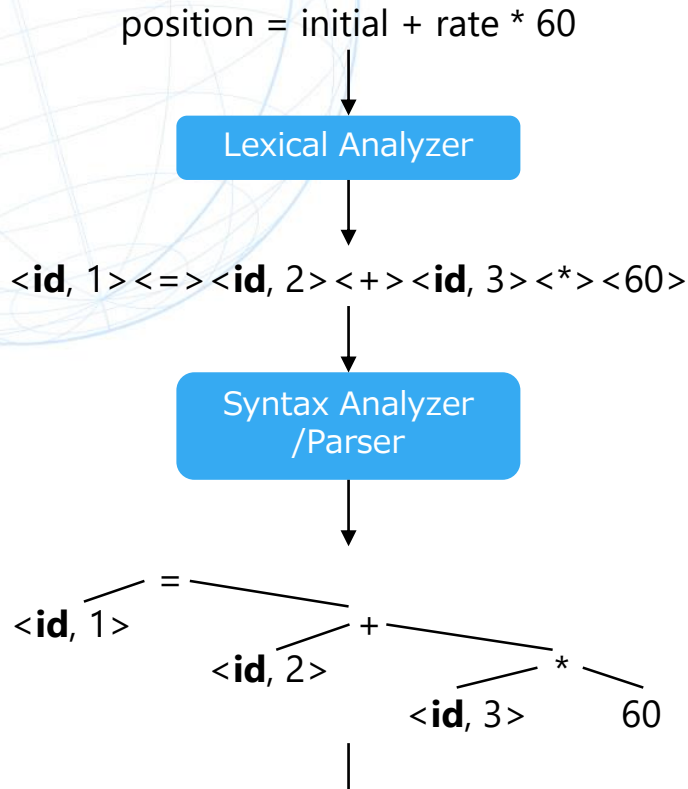 position = initial + rate * 60
Lexical Analyzer
<id, 1><=><id, 2><+><id, 3><*><60>
Syntax Analyzer
/Parser
=
<id, 1>
+
<id, 2>
*
<id, 3> 60